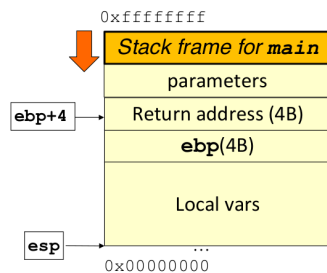 0xffffffff
Stack frame for main
parameters
ebp+4
Return address (4B)
ebp(4B)
Local vars
esp
...
0x00000000